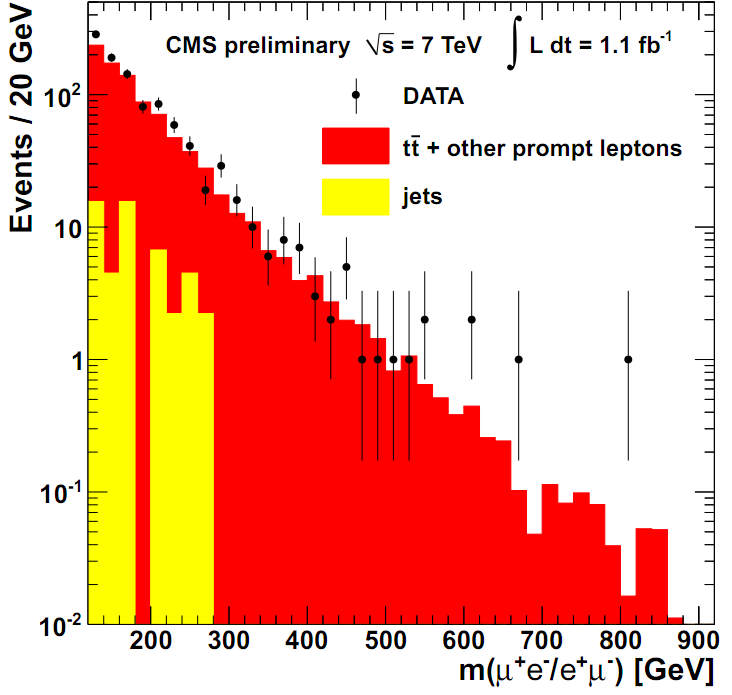 CMS preliminary √s = 7 TeV ∫ L dt = 1.1 fb⁻¹
DATA
tt̄ + other prompt leptons
jets
Events / 20 GeV
10²
10
1
10⁻¹
10⁻²
200 300 400 500 600 700 800 900
m(μ⁺e⁻/e⁺μ⁻) [GeV]